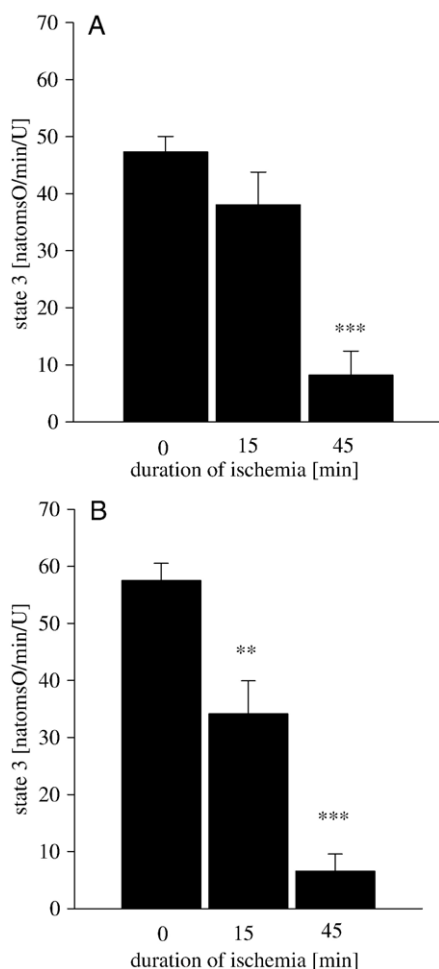 A
70
60
50
40
30
20
10
0
state 3 [natomsO/min/U]
***
0 15 45
duration of ischemia [min]
B
70
60
50
40
30
20
10
0
state 3 [natomsO/min/U]
**
***
0 15 45
duration of ischemia [min]